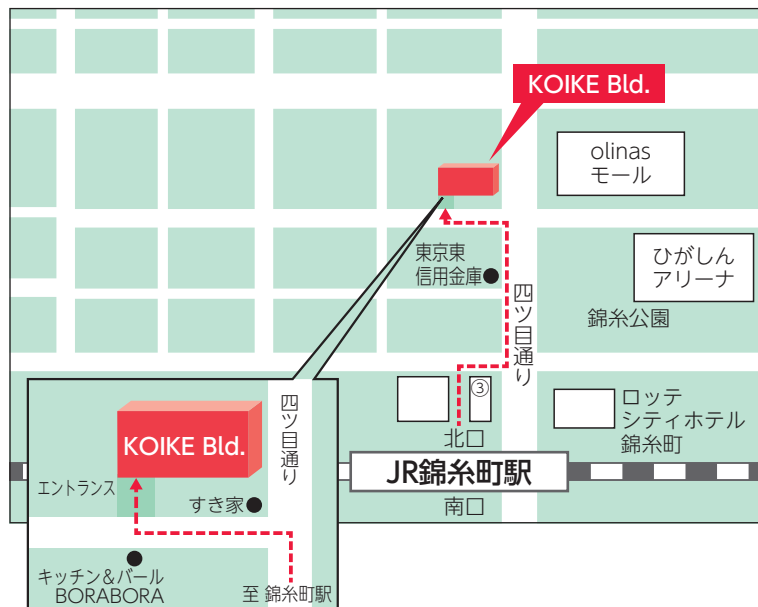 KOIKE Bld.
olinas
モール
東京東
信用金庫
ひがしん
アリーナ
四ツ目通り
錦糸公園
③
北口
ロッテ
シティホテル
錦糸町
JR錦糸町駅
南口
四ツ目通り
KOIKE Bld.
エントランス
すき家
キッチン&バール
BORABORA
至 錦糸町駅